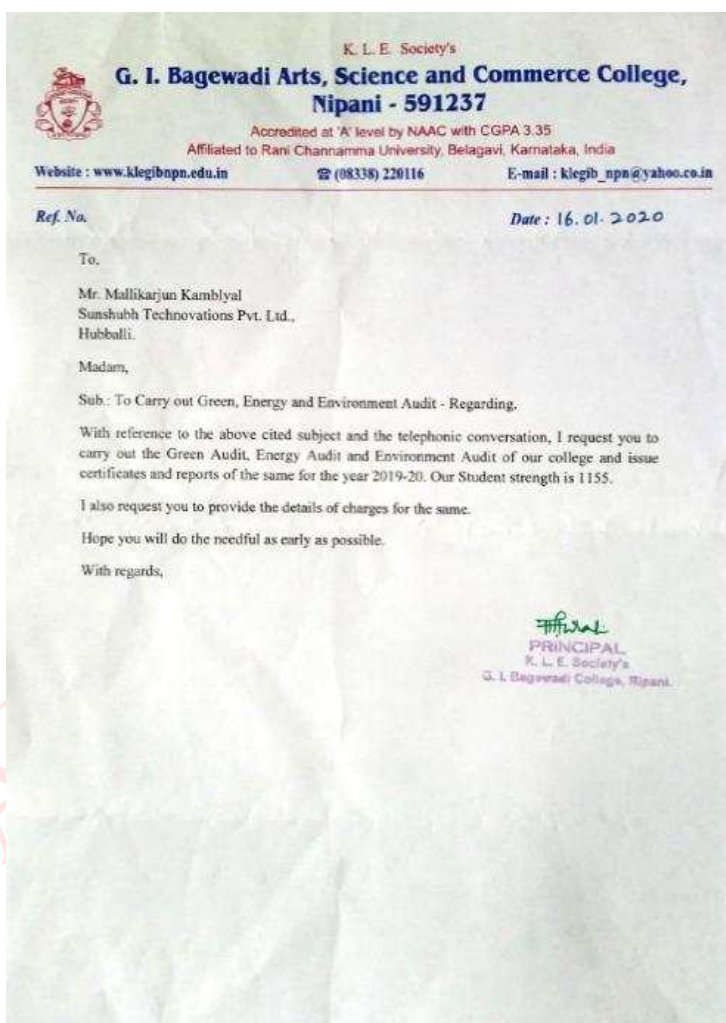 K. L. E. Society's
G. I. Bagewadi Arts, Science and Commerce College,
Nipani - 591237
Accredited at 'A' level by NAAC with CGPA 3.35
Affiliated to Rani Channamma University, Belagavi, Karnataka, India
Website : www.klegibnpn.edu.in ☎ (08338) 220116 E-mail : klegib_npn@yahoo.co.in
Ref. No. Date : 16.01.2020
To,
Mr. Mallikarjun Kamblyal
Sunshubh Technovations Pvt. Ltd.,
Hubballi.
Madam,
Sub.: To Carry out Green, Energy and Environment Audit - Regarding.
With reference to the above cited subject and the telephonic conversation, I request you to
carry out the Green Audit, Energy Audit and Environment Audit of our college and issue
certificates and reports of the same for the year 2019-20. Our Student strength is 1155.
I also request you to provide the details of charges for the same.
Hope you will do the needful as early as possible.
With regards,
PRINCIPAL
K. L. E. Society's
G. I. Bagewadi College, Nipani.